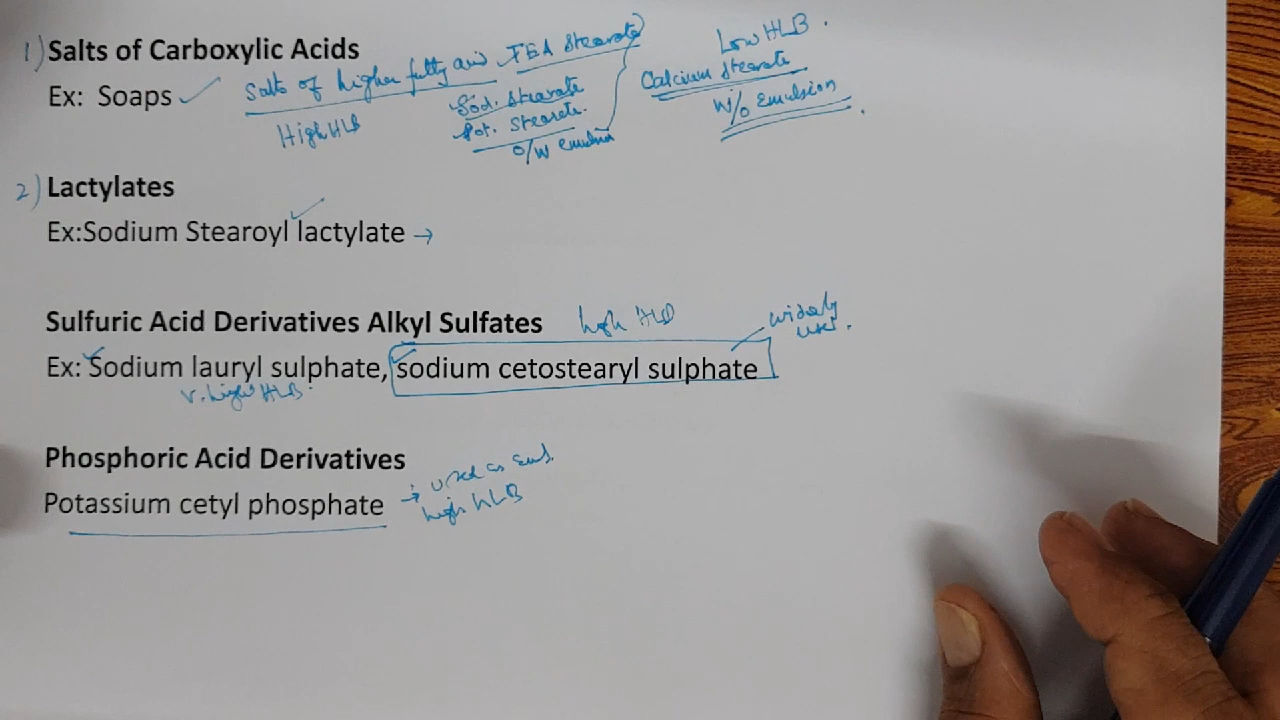 1) Salts of Carboxylic Acids
Ex: Soaps
Salts of higher fatty acid TEA Stearate
High HLB
Sod. Stearate
Pot. Stearate.
O/W emulsion
Low HLB.
Calcium Stearate
W/O Emulsion
2) Lactylates
Ex:Sodium Stearoyl lactylate →
Sulfuric Acid Derivatives Alkyl Sulfates high HLB
widely
used.
Ex: Sodium lauryl sulphate, sodium cetostearyl sulphate
v. high HLB.
Phosphoric Acid Derivatives
Potassium cetyl phosphate → used as emul.
high HLB